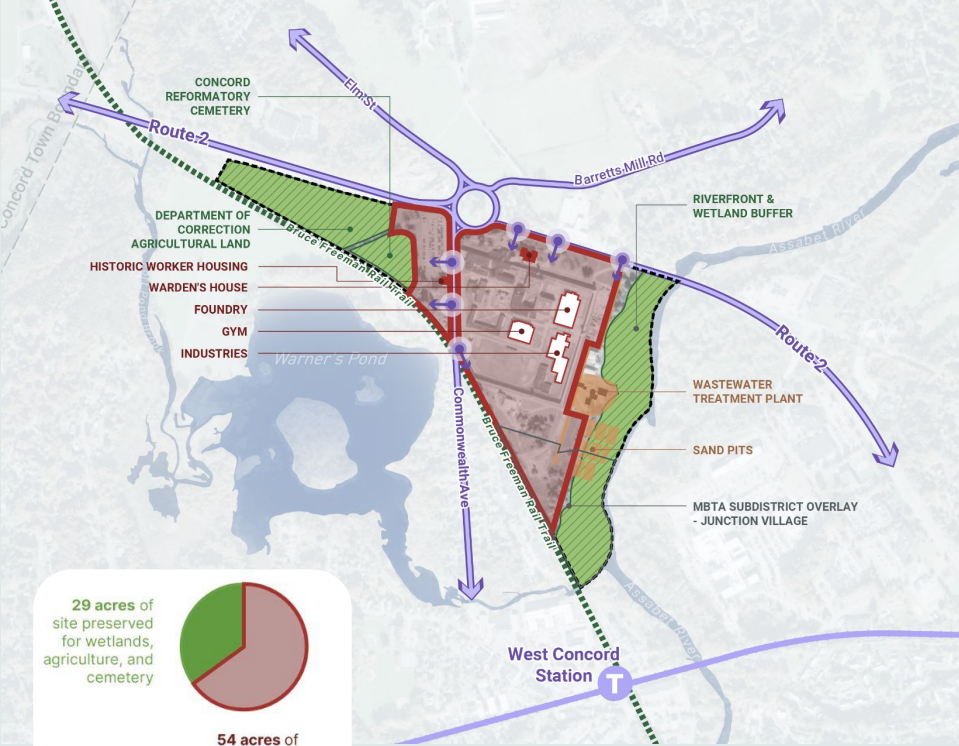 Concord Town Boundar
Elm St
CONCORD
REFORMATORY
CEMETERY
Route 2
Barretts Mill Rd
RIVERFRONT &
WETLAND BUFFER
Assabet River
DEPARTMENT OF
CORRECTION
AGRICULTURAL LAND
Bruce Freeman Rail Trail
HISTORIC WORKER HOUSING
WARDEN'S HOUSE
FOUNDRY
GYM
INDUSTRIES
Warner's Pond
Route 2
WASTEWATER
TREATMENT PLANT
Commonwealth Ave
Bruce Freeman Rail Trail
SAND PITS
MBTA SUBDISTRICT OVERLAY
- JUNCTION VILLAGE
Assabet River
29 acres of
site preserved
for wetlands,
agriculture, and
cemetery
West Concord
Station
T
54 acres of